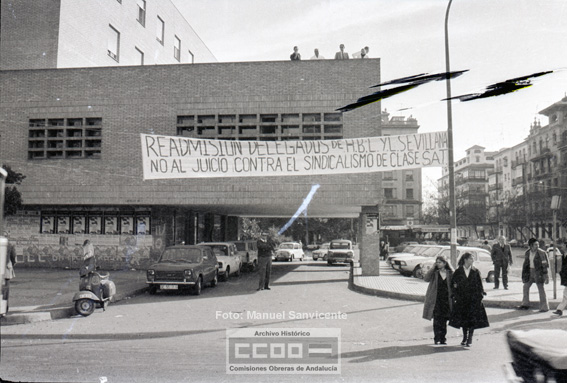 READMISION DELEGADOS DE H.B.L Y L SEVILLANA
NO AL JUICIO CONTRA EL SINDICALISMO DE CLASE SAT.
Foto: Manuel Sanvicente
Archivo Histórico
CCOO
Comisiones Obreras de Andalucía